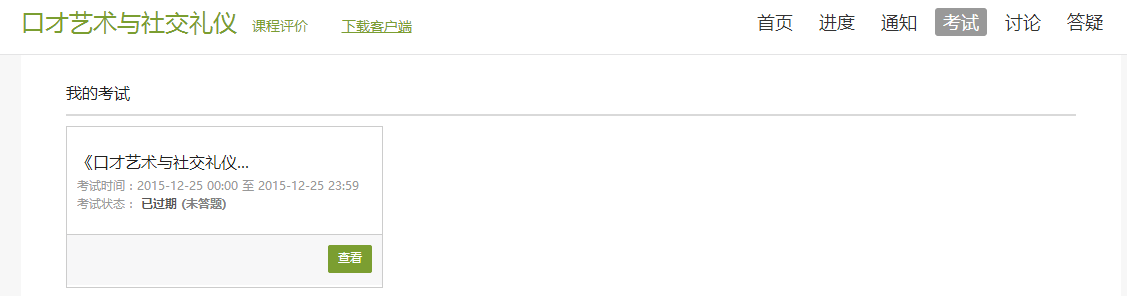 口才艺术与社交礼仪 课程评价 下载客户端 首页 进度 通知 考试 讨论 答疑
我的考试
《口才艺术与社交礼仪...
考试时间：2015-12-25 00:00 至 2015-12-25 23:59
考试状态： 已过期 (未答题)
查看